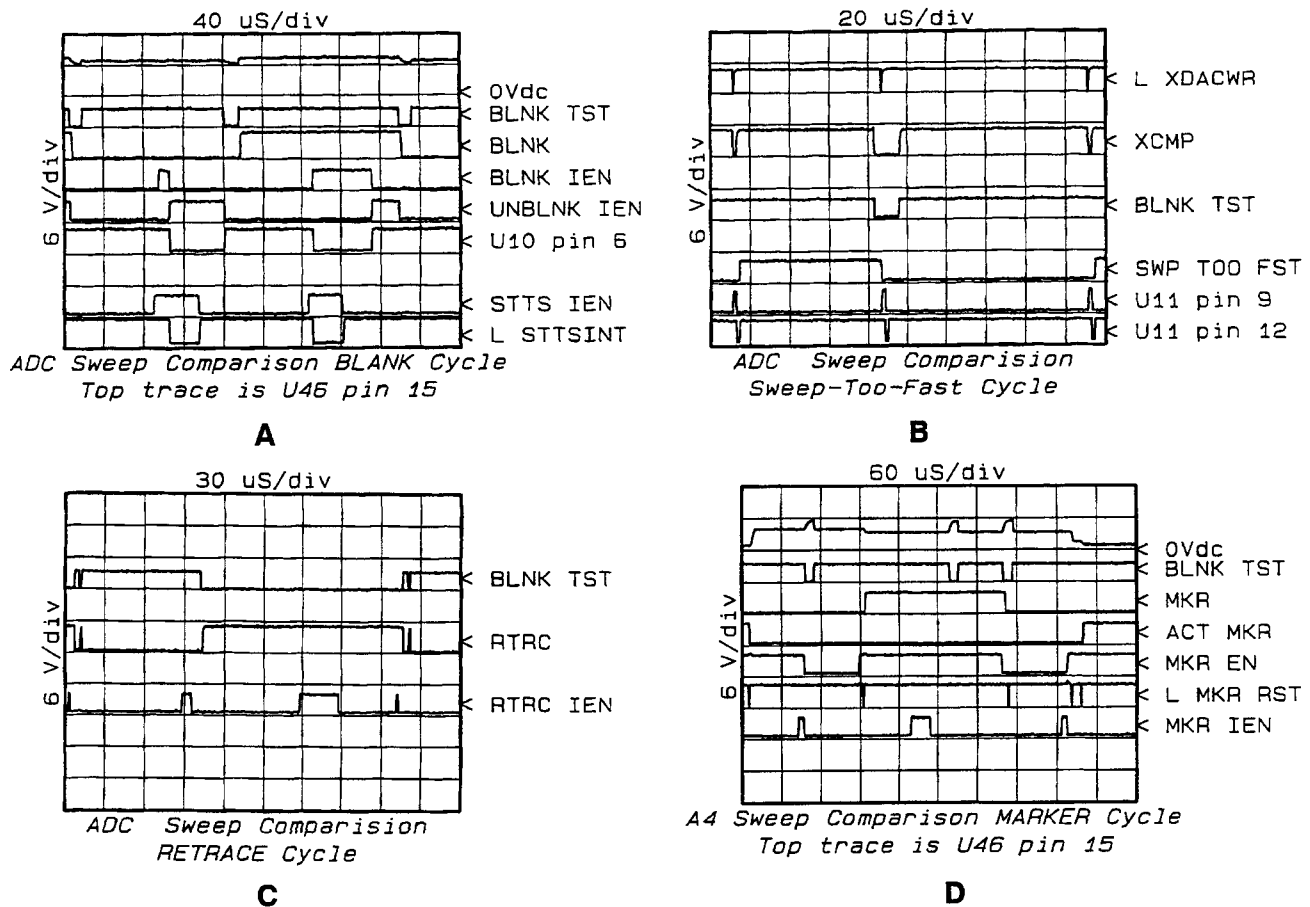 40 uS/div
6 V/div
0Vdc
BLNK TST
BLNK
BLNK IEN
UNBLNK IEN
U10 pin 6
STTS IEN
L STTSINT
ADC Sweep Comparison BLANK Cycle
Top trace is U46 pin 15
A
20 uS/div
6 V/div
L XDACWR
XCMP
BLNK TST
SWP TOO FST
U11 pin 9
U11 pin 12
ADC Sweep Comparison
Sweep-Too-Fast Cycle
B
30 uS/div
6 V/div
BLNK TST
RTRC
RTRC IEN
ADC Sweep Comparision
RETRACE Cycle
C
60 uS/div
6 V/div
0Vdc
BLNK TST
MKR
ACT MKR
MKR EN
L MKR RST
MKR IEN
A4 Sweep Comparison MARKER Cycle
Top trace is U46 pin 15
D